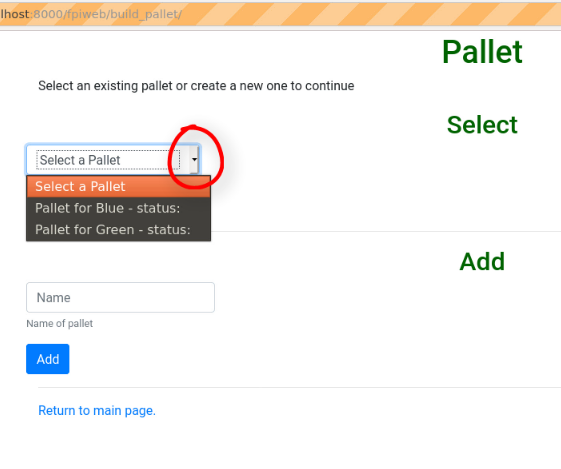 lhost:8000/fpiweb/build_pallet/
Pallet
Select an existing pallet or create a new one to continue
Select
Select a Pallet
Select a Pallet
Pallet for Blue - status:
Pallet for Green - status:
Add
Name
Name of pallet
Add
Return to main page.